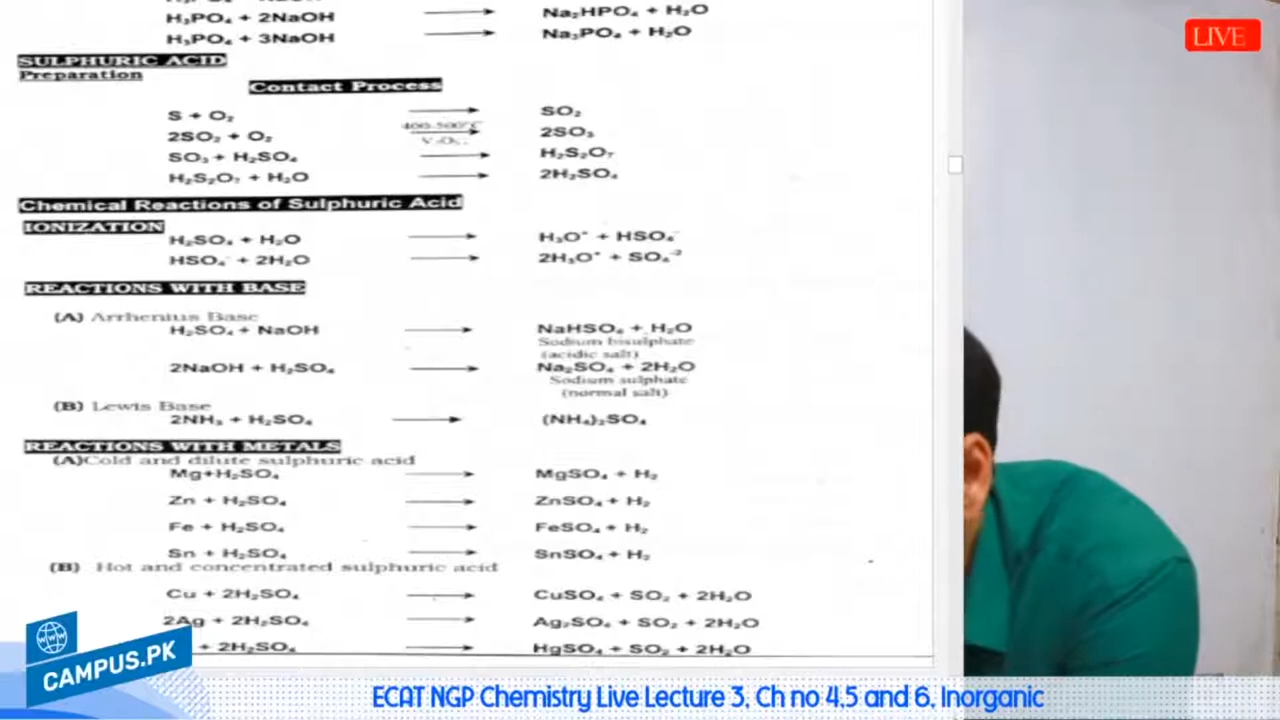 H₃PO₄ + 2NaOH → Na₂HPO₄ + H₂O
H₃PO₄ + 3NaOH → Na₃PO₄ + H₂O
LIVE
SULPHURIC ACID
Preparation
Contact Process
S + O₂ → SO₂
400-500°C
2SO₂ + O₂ → 2SO₃
V₂O₅
SO₃ + H₂SO₄ → H₂S₂O₇
H₂S₂O₇ + H₂O → 2H₂SO₄
Chemical Reactions of Sulphuric Acid
IONIZATION
H₂SO₄ + H₂O → H₃O⁺ + HSO₄⁻
HSO₄⁻ + 2H₂O → 2H₃O⁺ + SO₄⁻²
REACTIONS WITH BASE
(A) Arrhenius Base
H₂SO₄ + NaOH → NaHSO₄ + H₂O
Sodium bisulphate
(acidic salt)
2NaOH + H₂SO₄ → Na₂SO₄ + 2H₂O
Sodium sulphate
(normal salt)
(B) Lewis Base
2NH₃ + H₂SO₄ → (NH₄)₂SO₄
REACTIONS WITH METALS
(A)Cold and dilute sulphuric acid
Mg+H₂SO₄ → MgSO₄ + H₂
Zn + H₂SO₄ → ZnSO₄ + H₂
Fe + H₂SO₄ → FeSO₄ + H₂
Sn + H₂SO₄ → SnSO₄ + H₂
(B) Hot and concentrated sulphuric acid
Cu + 2H₂SO₄ → CuSO₄ + SO₂ + 2H₂O
2Ag + 2H₂SO₄ → Ag₂SO₄ + SO₂ + 2H₂O
+ 2H₂SO₄ → HgSO₄ + SO₂ + 2H₂O
WWW
CAMPUS.PK
ECAT NGP Chemistry Live Lecture 3, Ch no 4,5 and 6, Inorganic